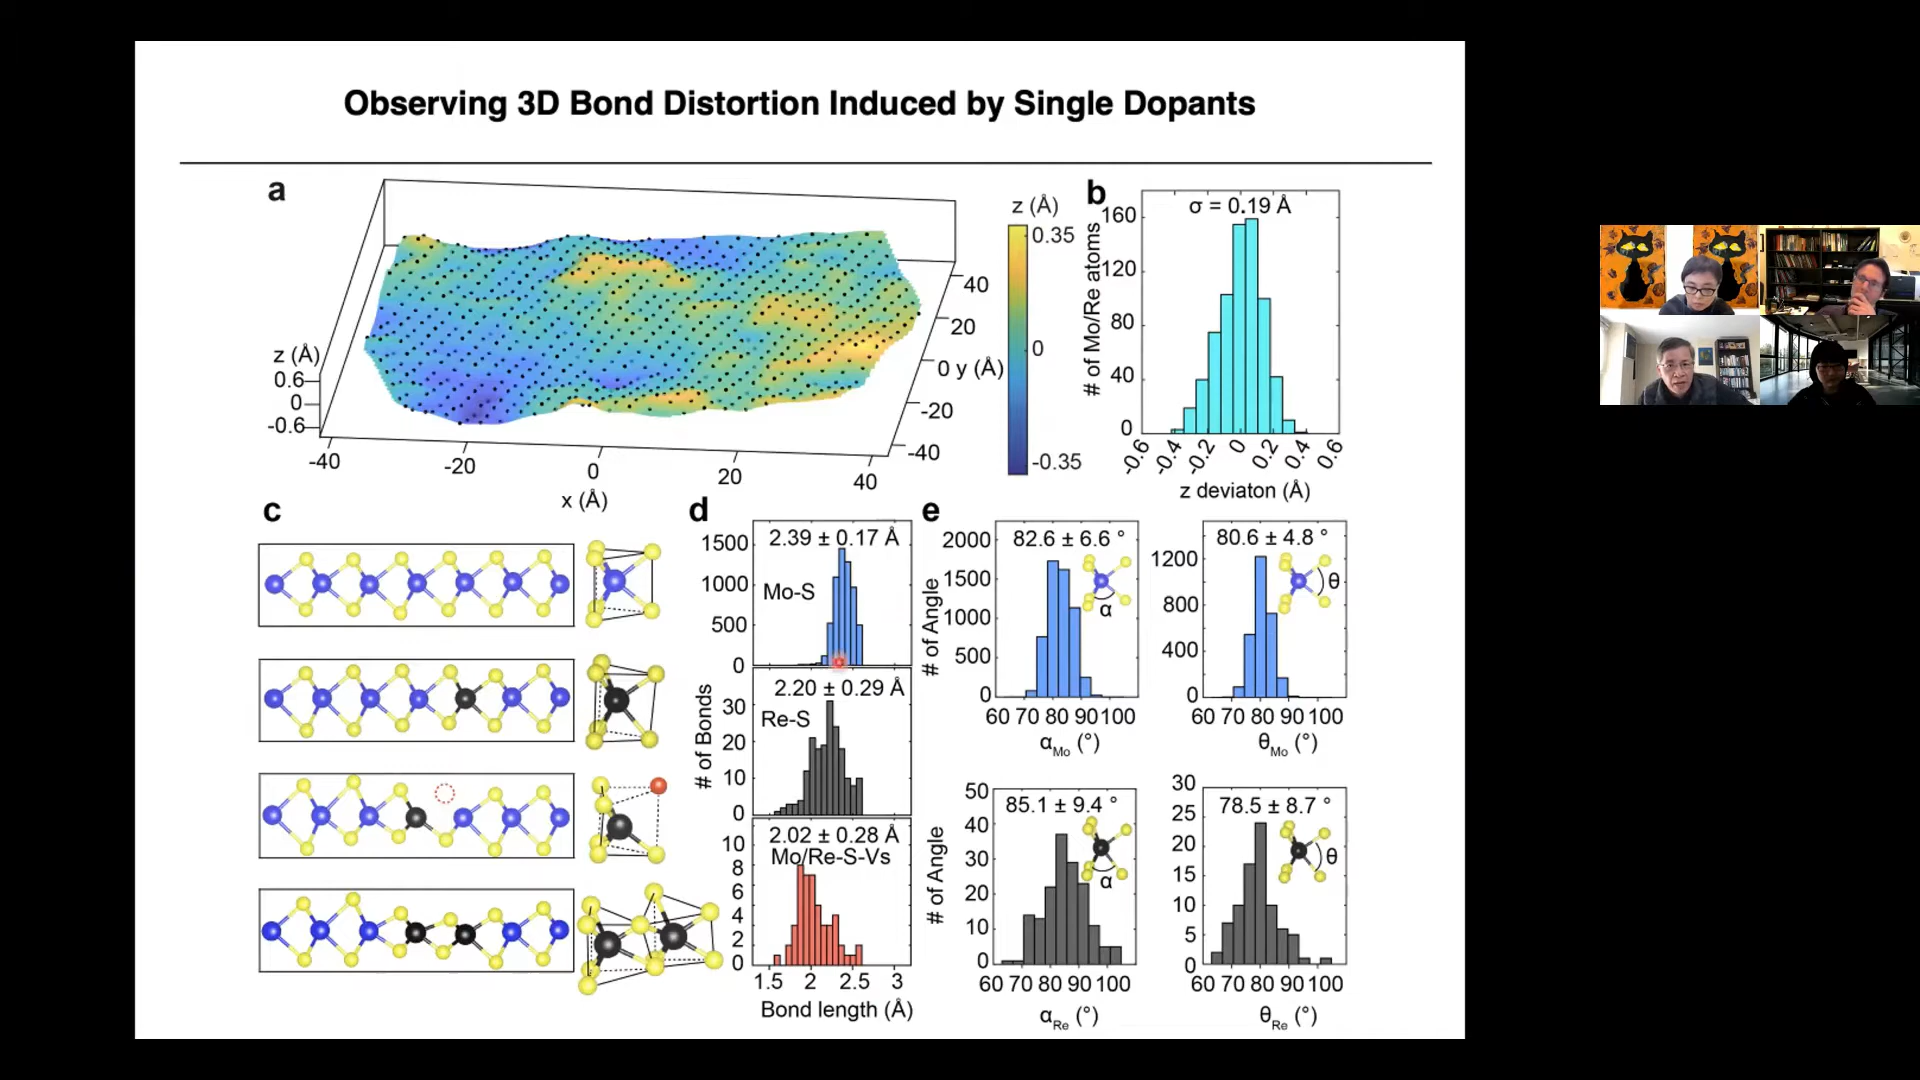 Observing 3D Bond Distortion Induced by Single Dopants
a
z (Å)
0.6
0
-0.6
-40
-20
0
20
40
x (Å)
40
20
0 y (Å)
-20
-40
z (Å)
0.35
0
-0.35
b
σ = 0.19 Å
# of Mo/Re atoms
160
120
80
40
0
-0.6 -0.4 -0.2 0 0.2 0.4 0.6
z deviaton (Å)
c
d
# of Bonds
2.39 ± 0.17 Å
Mo-S
1500
1000
500
0
2.20 ± 0.29 Å
Re-S
30
20
10
0
2.02 ± 0.28 Å
Mo/Re-S-Vs
10
8
6
4
2
0
1.5 2 2.5 3
Bond length (Å)
e
# of Angle
82.6 ± 6.6 °
2000
1500
1000
500
0
α
60 70 80 90 100
αMo (°)
80.6 ± 4.8 °
1200
800
400
0
θ
60 70 80 90 100
θMo (°)
# of Angle
85.1 ± 9.4 °
50
40
30
20
10
0
α
60 70 80 90 100
αRe (°)
78.5 ± 8.7 °
30
25
20
15
10
5
0
θ
60 70 80 90 100
θRe (°)